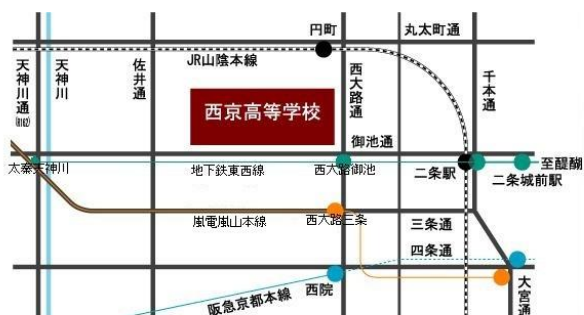 円町
丸太町通
JR山陰本線
天神川通
(R162)
天神川
佐井通
西大路通
千本通
西京高等学校
御池通
太秦天神川
地下鉄東西線
西大路御池
二条駅
至醍醐
二条城前駅
嵐電嵐山本線
西大路三条
三条通
四条通
阪急京都本線
西院
大宮通